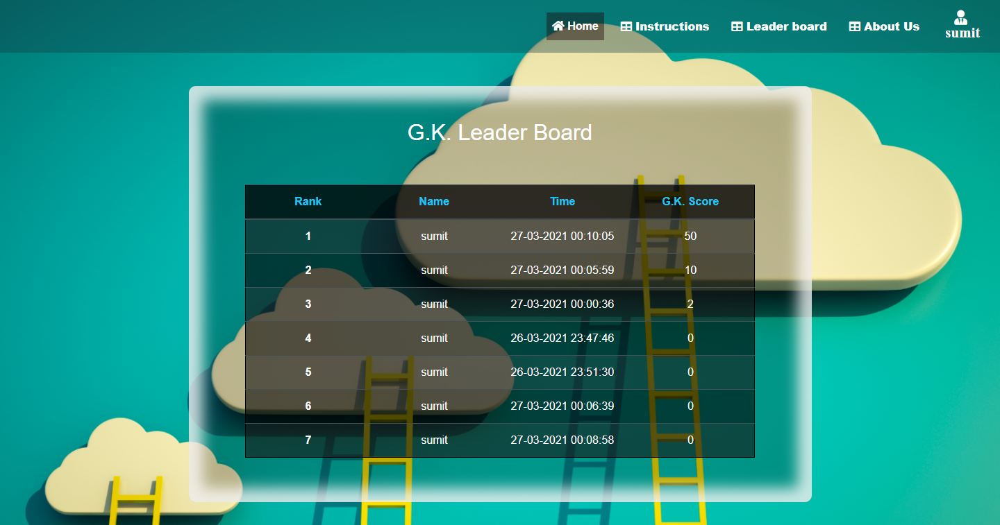 Home Instructions Leader board About Us sumit
G.K. Leader Board
Rank Name Time G.K. Score
1 sumit 27-03-2021 00:10:05 50
2 sumit 27-03-2021 00:05:59 10
3 sumit 27-03-2021 00:00:36 2
4 sumit 26-03-2021 23:47:46 0
5 sumit 26-03-2021 23:51:30 0
6 sumit 27-03-2021 00:06:39 0
7 sumit 27-03-2021 00:08:58 0